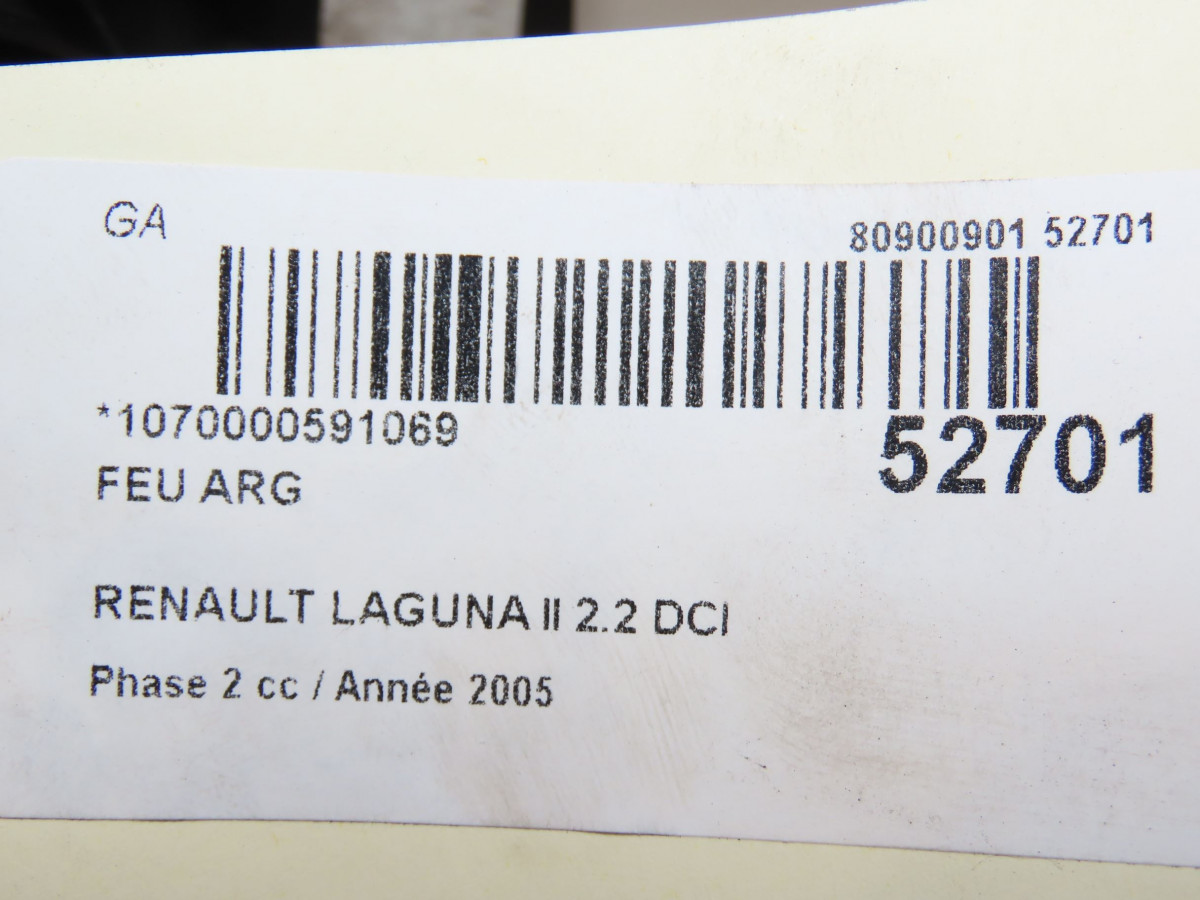 GA
80900901 52701
*1070000591069
52701
FEU ARG
RENAULT LAGUNA II 2.2 DCI
Phase 2 cc / Année 2005